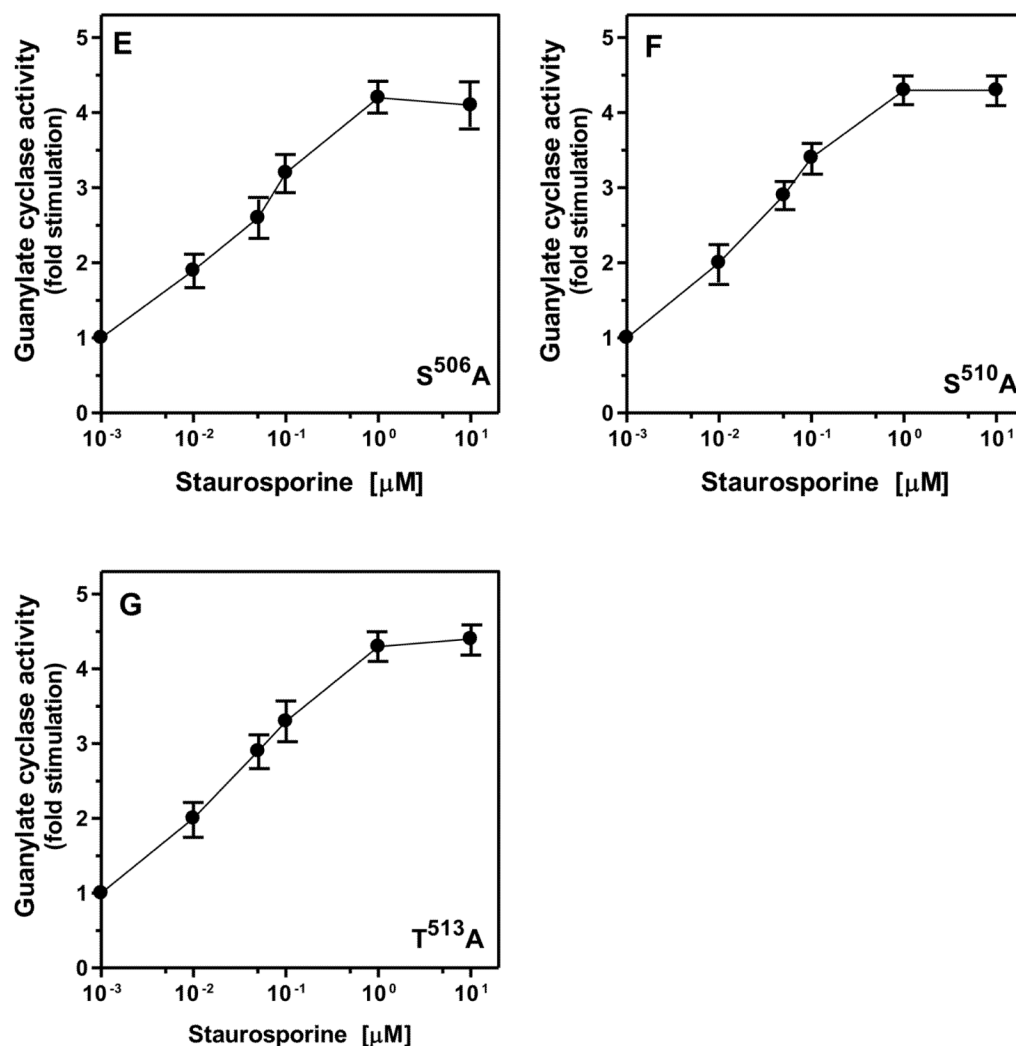 E
Guanylate cyclase activity
(fold stimulation)
5
4
3
2
1
0
S⁵⁰⁶A
10⁻³ 10⁻² 10⁻¹ 10⁰ 10¹
Staurosporine [μM]
F
Guanylate cyclase activity
(fold stimulation)
5
4
3
2
1
0
S⁵¹⁰A
10⁻³ 10⁻² 10⁻¹ 10⁰ 10¹
Staurosporine [μM]
G
Guanylate cyclase activity
(fold stimulation)
5
4
3
2
1
0
T⁵¹³A
10⁻³ 10⁻² 10⁻¹ 10⁰ 10¹
Staurosporine [μM]